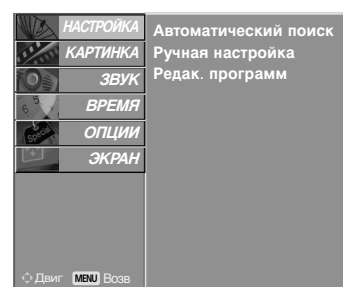 НАСТРОЙКА
КАРТИНКА
ЗВУК
ВРЕМЯ
ОПЦИИ
ЭКРАН
Автоматический поиск
Ручная настройка
Редак. программ
Двиг MENU Возв